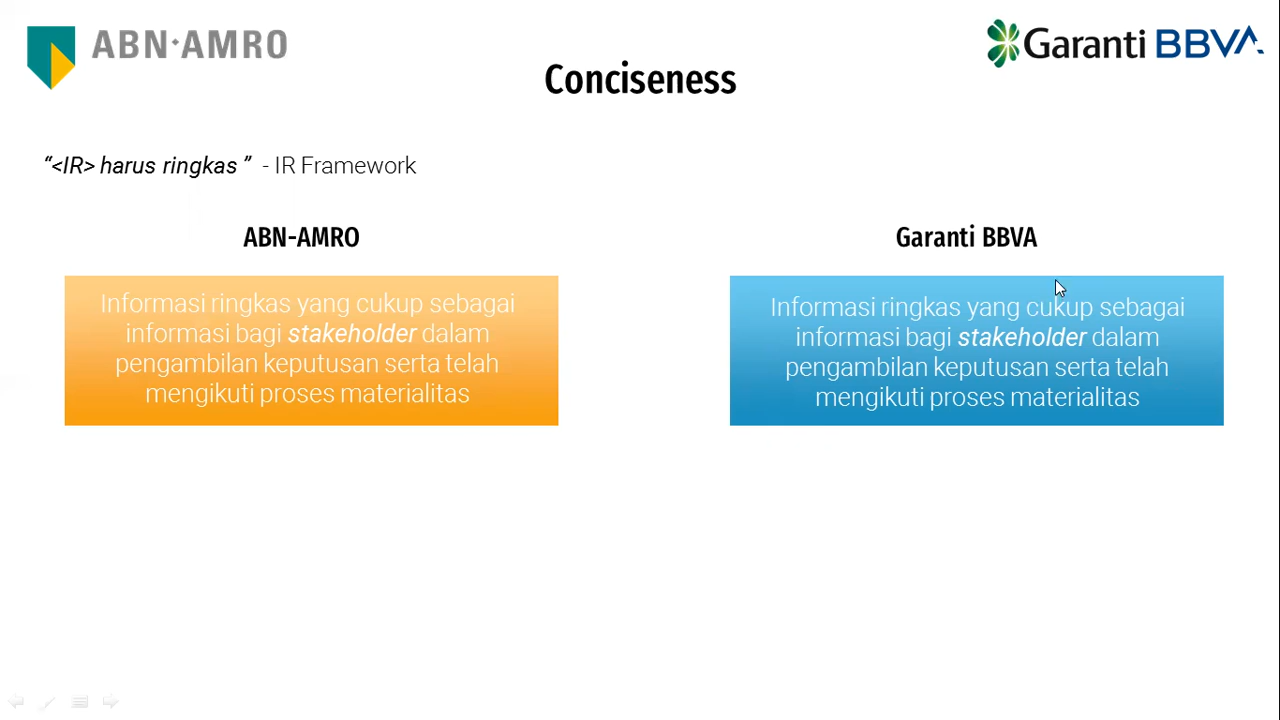 ABN·AMRO
Garanti BBVA
Conciseness
“<IR> harus ringkas ” - IR Framework
ABN-AMRO
Informasi ringkas yang cukup sebagai
informasi bagi stakeholder dalam
pengambilan keputusan serta telah
mengikuti proses materialitas
Garanti BBVA
Informasi ringkas yang cukup sebagai
informasi bagi stakeholder dalam
pengambilan keputusan serta telah
mengikuti proses materialitas